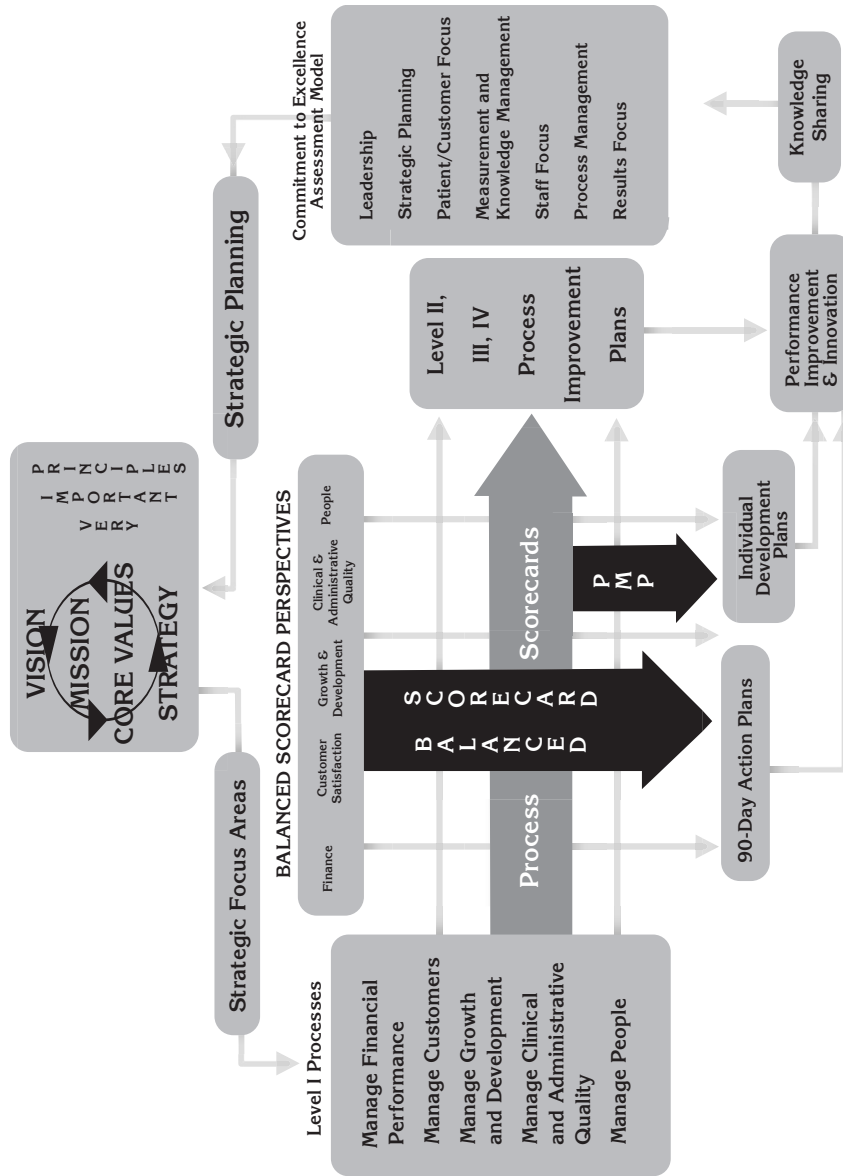 VISION
MISSION
CORE VALUES
STRATEGY
VERY
IMPORTANT
PRINCIPLES
Strategic Focus Areas
Strategic Planning
Level I Processes
Manage Financial
Performance
Manage Customers
Manage Growth
and Development
Manage Clinical
and Administrative
Quality
Manage People
BALANCED SCORECARD PERSPECTIVES
Finance
Customer
Satisfaction
Growth &
Development
Clinical &
Administrative
Quality
People
Process Scorecards
BALANCED
SCORECARD
PMP
Level II,
III, IV
Process
Improvement
Plans
Commitment to Excellence
Assessment Model
Leadership
Strategic Planning
Patient/Customer Focus
Measurement and
Knowledge Management
Staff Focus
Process Management
Results Focus
90-Day Action Plans
Individual
Development
Plans
Performance
Improvement
& Innovation
Knowledge
Sharing